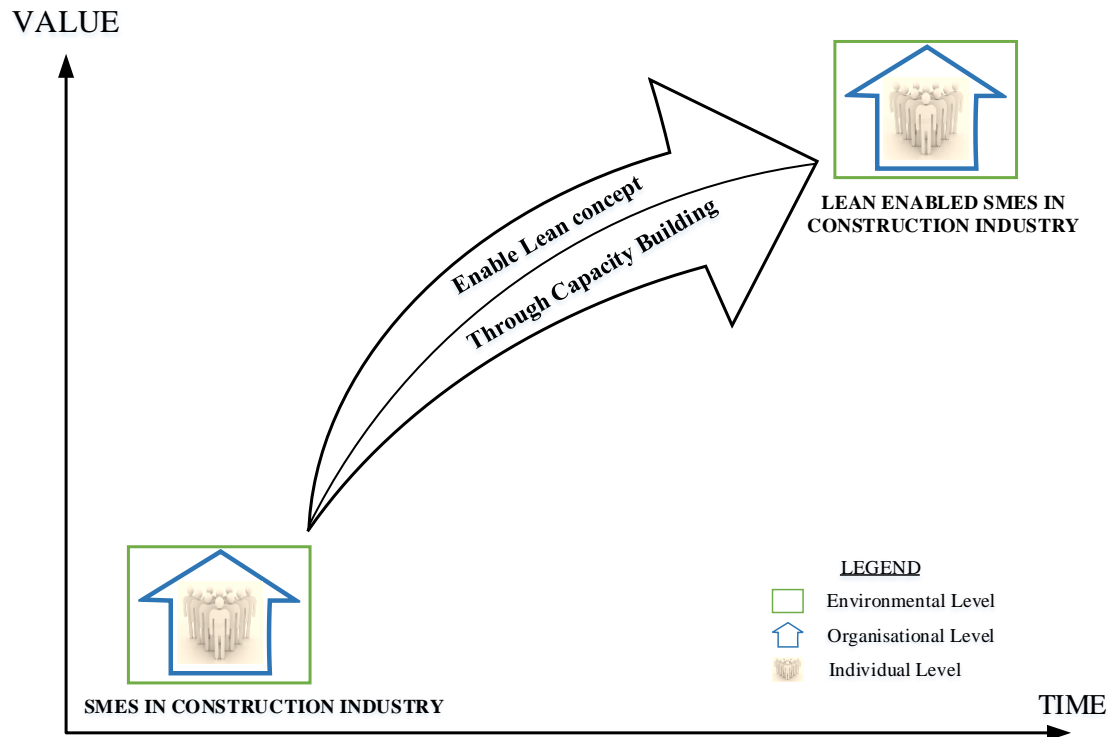 VALUE
LEAN ENABLED SMES IN
CONSTRUCTION INDUSTRY
Enable Lean concept
Through Capacity Building
SMES IN CONSTRUCTION INDUSTRY
LEGEND
Environmental Level
Organisational Level
Individual Level
TIME